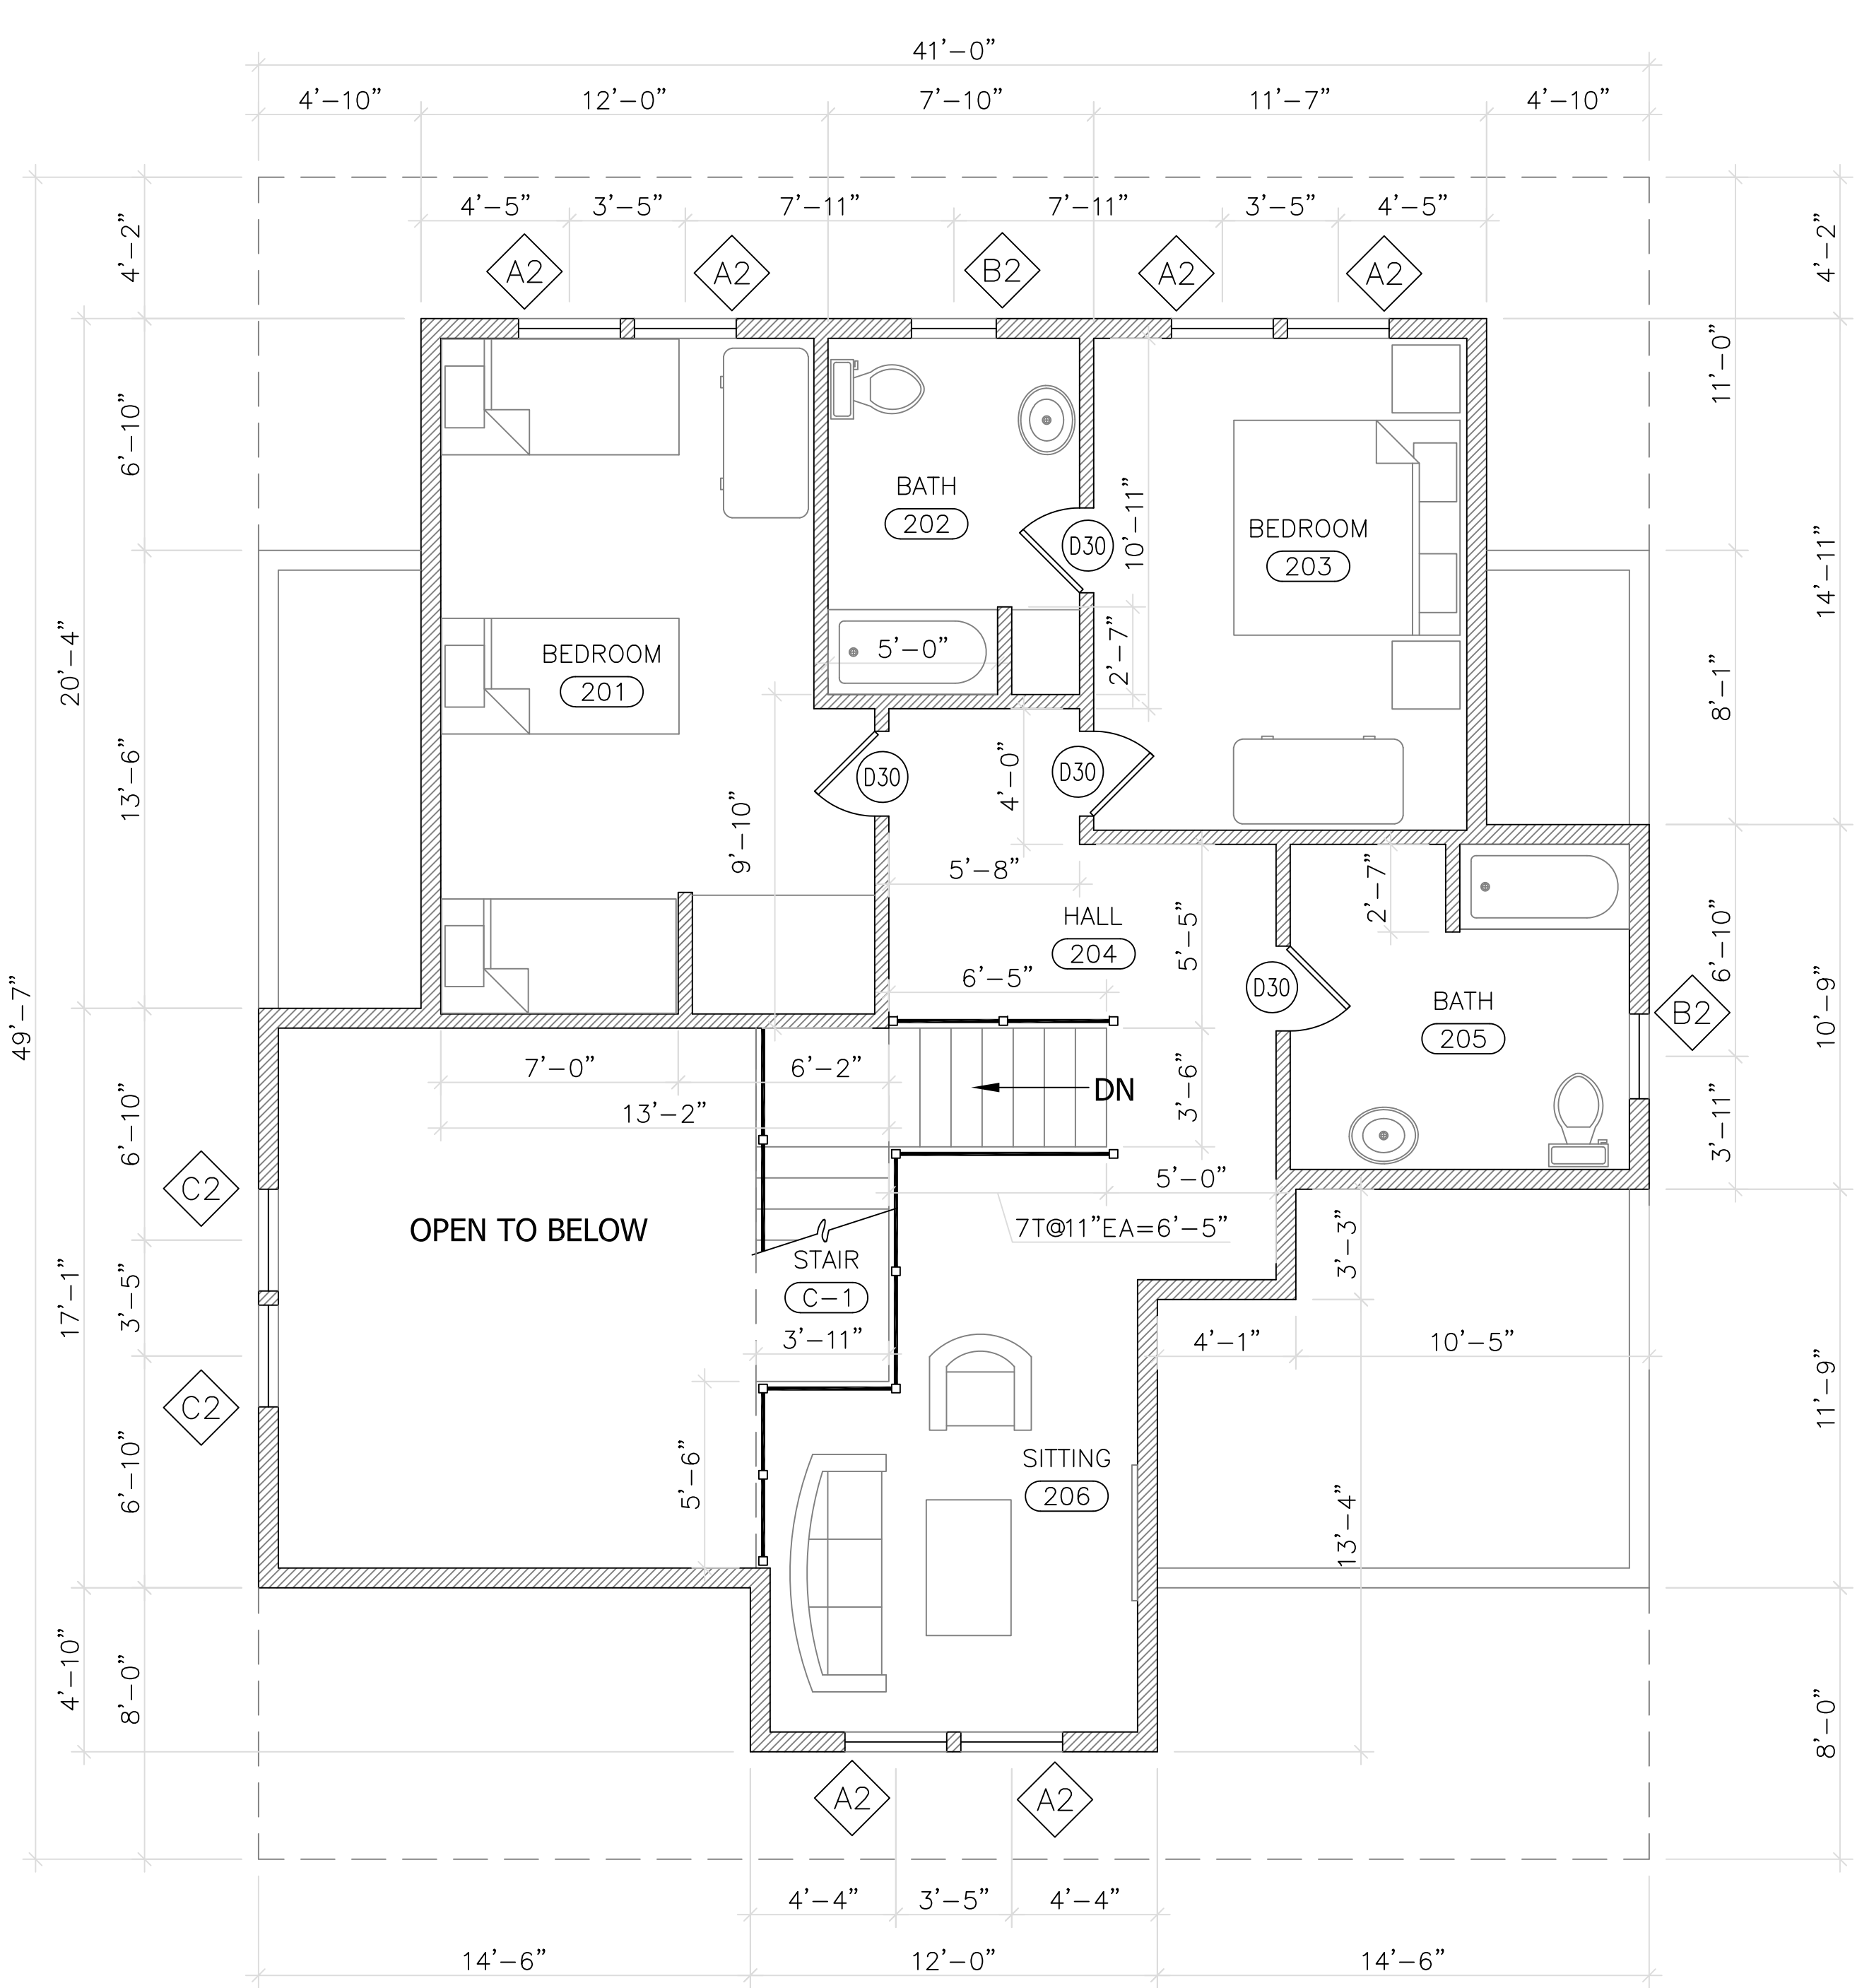 41'-0"
4'-10" 12'-0" 7'-10" 11'-7" 4'-10"
4'-5" 3'-5" 7'-11" 7'-11" 3'-5" 4'-5"
A2 A2 B2 A2 A2
4'-2" 4'-2"
6'-10" 11'-0"
BATH
202
D30
10'-11"
BEDROOM
203
14'-11"
20'-4"
BEDROOM
201
5'-0"
2'-7"
8'-1"
13'-6"
D30
D30
4'-0"
9'-10"
5'-8"
2'-7"
HALL
204
5'-5"
6'-10"
6'-5"
D30
BATH
205
B2
10'-9"
49'-7"
7'-0" 6'-2"
DN
3'-6"
3'-11"
13'-2"
6'-10"
C2
5'-0"
OPEN TO BELOW
7T@11"EA=6'-5"
3'-3"
STAIR
C-1
3'-5"
17'-1"
3'-11"
4'-1" 10'-5"
C2
11'-9"
6'-10"
5'-6"
SITTING
206
13'-4"
4'-10"
8'-0"
8'-0"
A2 A2
4'-4" 3'-5" 4'-4"
14'-6" 12'-0" 14'-6"